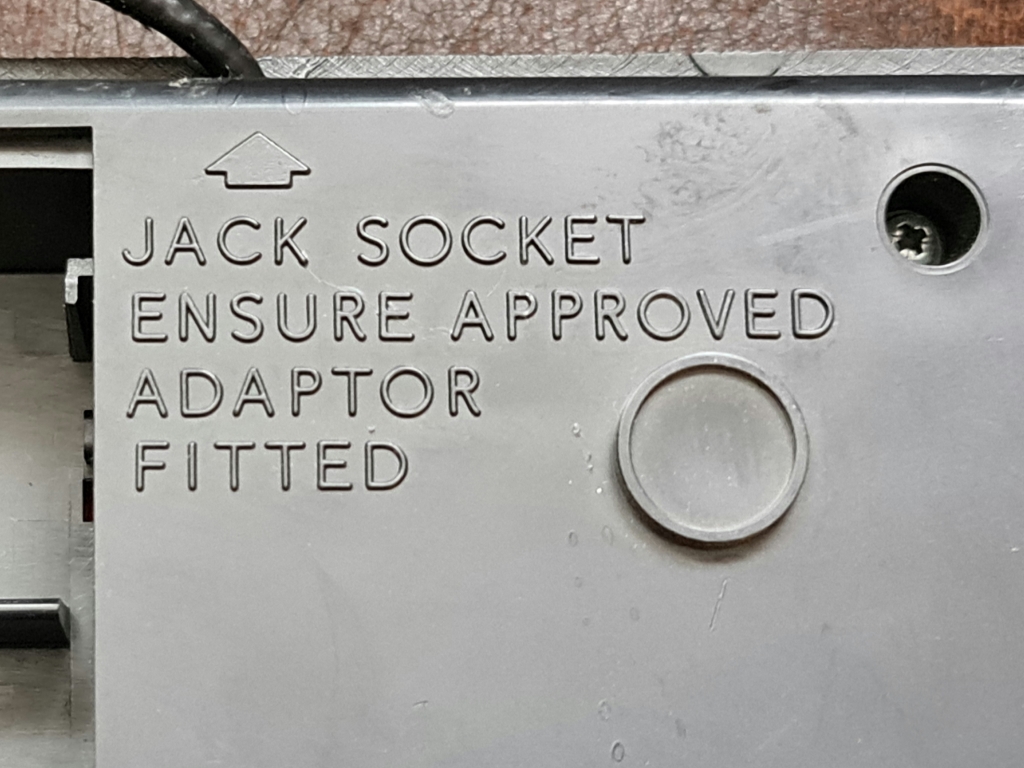 JACK SOCKET
ENSURE APPROVED
ADAPTOR
FITTED